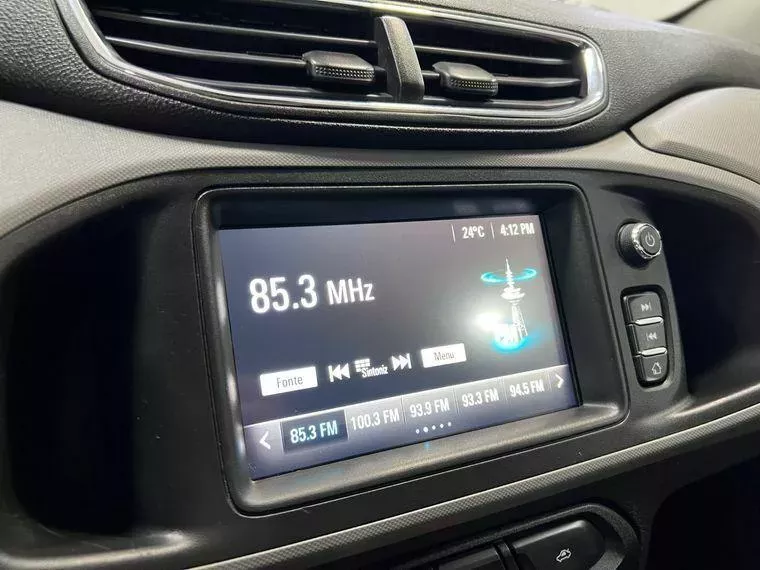 24°C 4:12 PM
85.3 MHz
Fonte Sintoniz Menu
85.3 FM 100.3 FM 93.9 FM 93.3 FM 94.5 FM